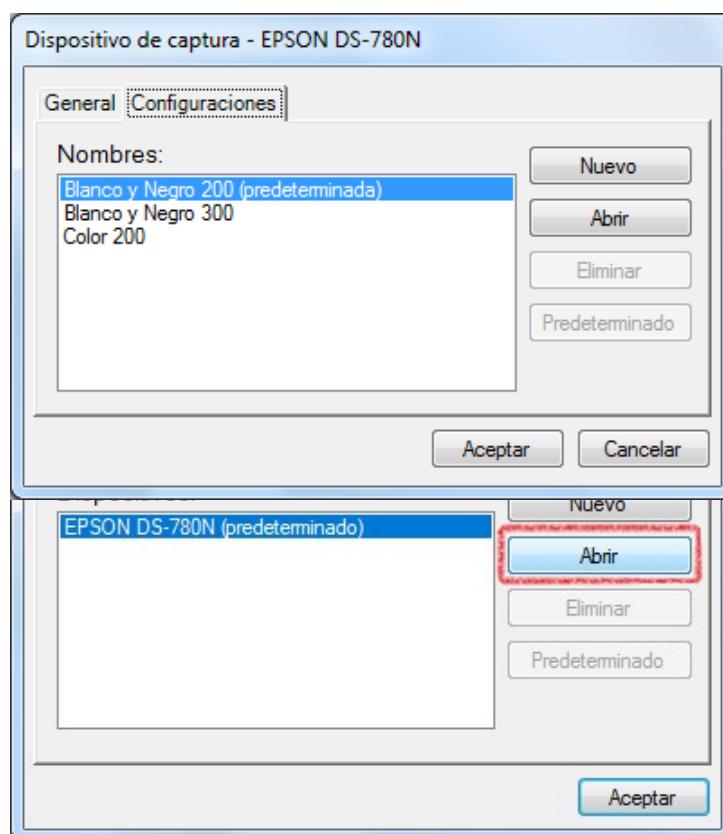 Dispositivo de captura - EPSON DS-780N
General Configuraciones
Nombres:
Nuevo
Blanco y Negro 200 (predeterminada)
Blanco y Negro 300
Abrir
Color 200
Eliminar
Predeterminado
Aceptar Cancelar
Nuevo
EPSON DS-780N (predeterminado)
Abrir
Eliminar
Predeterminado
Aceptar